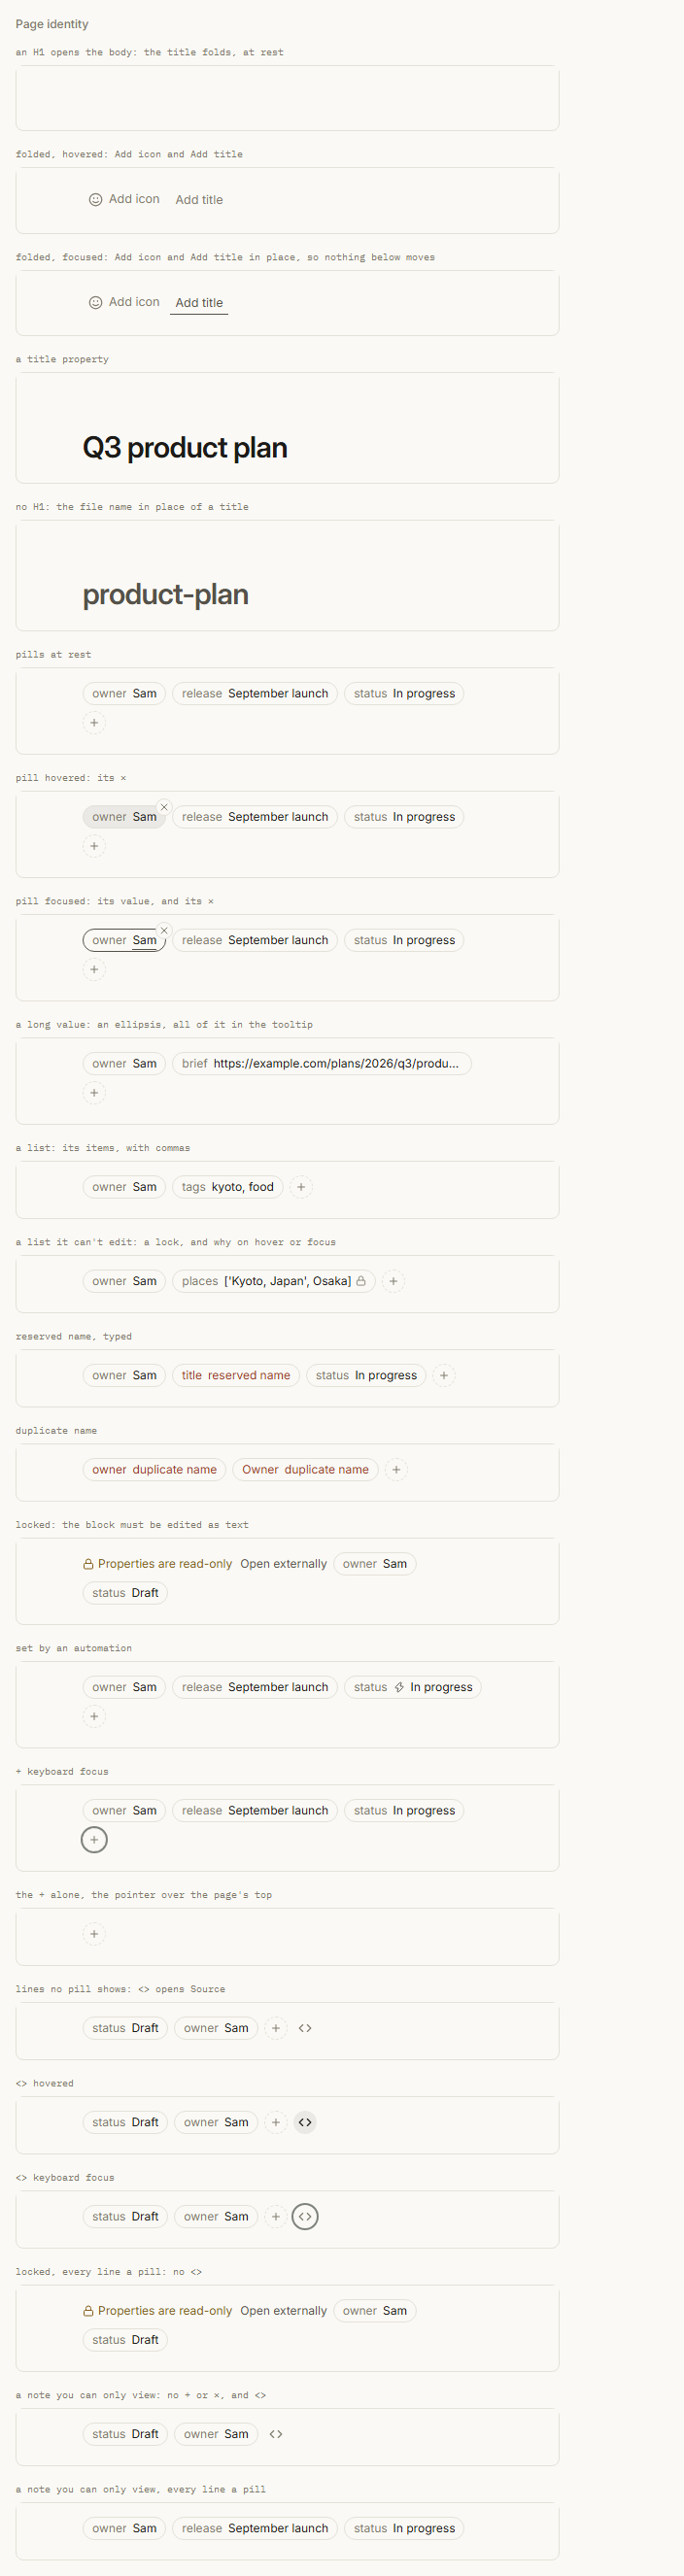 Page identity
an H1 opens the body: the title folds, at rest
folded, hovered: Add icon and Add title
Add icon Add title
folded, focused: Add icon and Add title in place, so nothing below moves
Add icon Add title
a title property
Q3 product plan
no H1: the file name in place of a title
product-plan
pills at rest
owner Sam release September launch status In progress
+
pill hovered: its ×
owner Sam × release September launch status In progress
+
pill focused: its value, and its ×
owner Sam × release September launch status In progress
+
a long value: an ellipsis, all of it in the tooltip
owner Sam brief https://example.com/plans/2026/q3/produ...
+
a list: its items, with commas
owner Sam tags kyoto, food +
a list it can't edit: a lock, and why on hover or focus
owner Sam places ['Kyoto, Japan', Osaka] +
reserved name, typed
owner Sam title reserved name status In progress +
duplicate name
owner duplicate name Owner duplicate name +
locked: the block must be edited as text
Properties are read-only Open externally owner Sam
status Draft
set by an automation
owner Sam release September launch status In progress
+
+ keyboard focus
owner Sam release September launch status In progress
+
the + alone, the pointer over the page's top
+
lines no pill shows: <> opens Source
status Draft owner Sam + <>
<> hovered
status Draft owner Sam + <>
<> keyboard focus
status Draft owner Sam + <>
locked, every line a pill: no <>
Properties are read-only Open externally owner Sam
status Draft
a note you can only view: no + or ×, and <>
status Draft owner Sam <>
a note you can only view, every line a pill
owner Sam release September launch status In progress